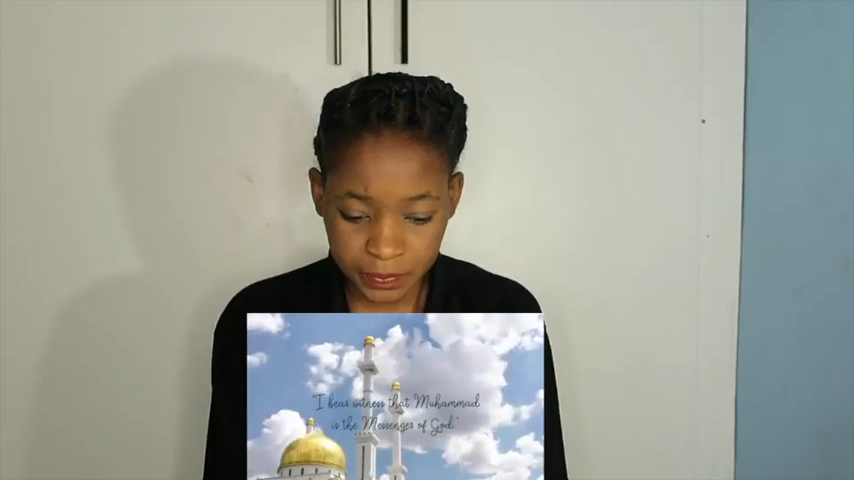 "I bear witness that Muhammad
is the Messenger of God."